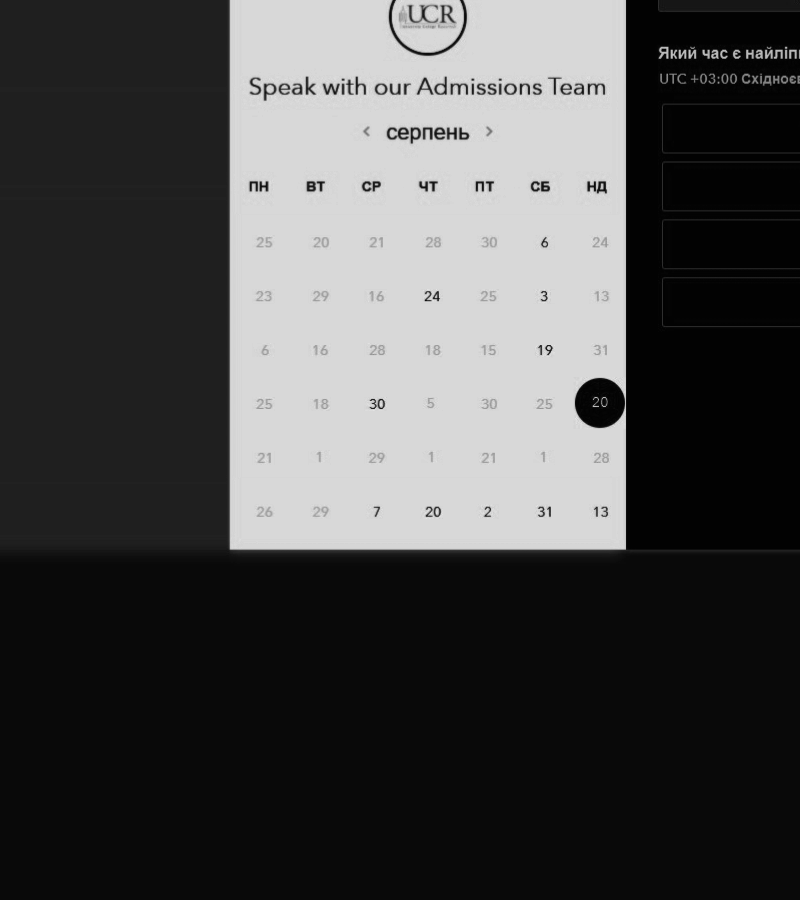 UCR
Speak with our Admissions Team
‹ серпень ›
ПН ВТ СР ЧТ ПТ СБ НД
25 20 21 28 30 6 24
23 29 16 24 25 3 13
6 16 28 18 15 19 31
25 18 30 5 30 25 20
21 1 29 1 21 1 28
26 29 7 20 2 31 13
Який час є найліп
UTC +03:00 Східноє